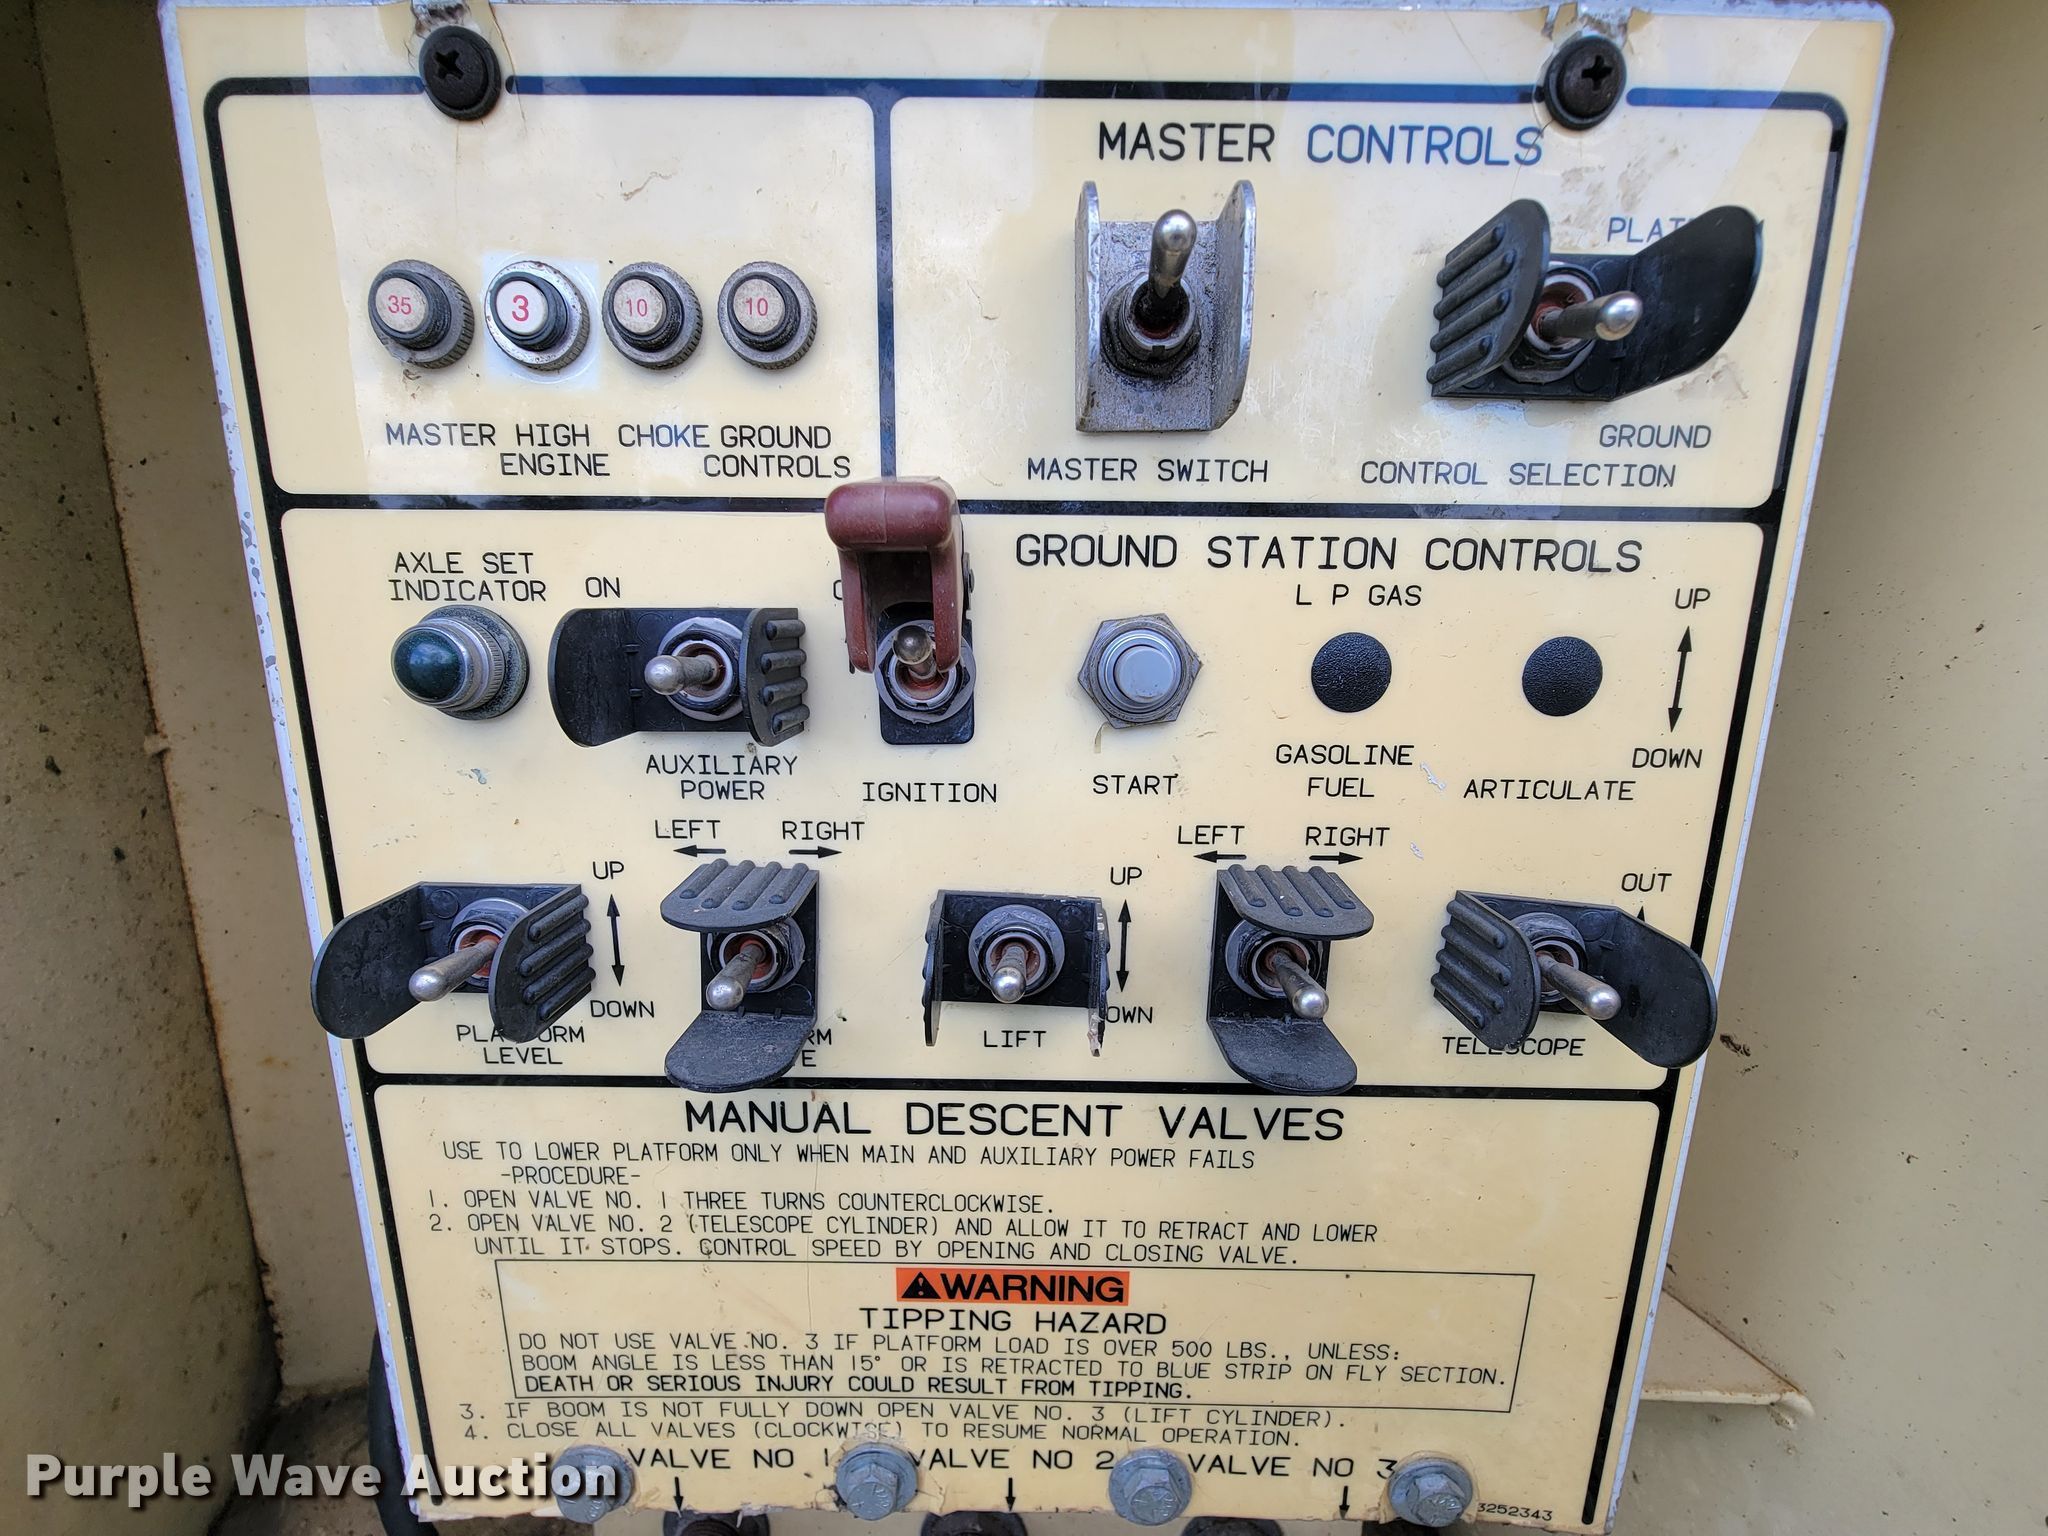 MASTER CONTROLS
35 3 10 10
MASTER HIGH ENGINE CHOKE GROUND CONTROLS
MASTER SWITCH
GROUND
CONTROL SELECTION
GROUND STATION CONTROLS
AXLE SET
INDICATOR
ON
L P GAS
UP
DOWN
AUXILIARY
POWER
IGNITION
START
GASOLINE
FUEL
ARTICULATE
LEFT RIGHT
LEFT RIGHT
UP
UP
OUT
DOWN
LEVEL
LIFT
TELESCOPE
MANUAL DESCENT VALVES
USE TO LOWER PLATFORM ONLY WHEN MAIN AND AUXILIARY POWER FAILS
-PROCEDURE-
1. OPEN VALVE NO. 1 THREE TURNS COUNTERCLOCKWISE.
2. OPEN VALVE NO. 2 (TELESCOPE CYLINDER) AND ALLOW IT TO RETRACT AND LOWER
UNTIL IT STOPS. CONTROL SPEED BY OPENING AND CLOSING VALVE.
WARNING
TIPPING HAZARD
DO NOT USE VALVE NO. 3 IF PLATFORM LOAD IS OVER 500 LBS., UNLESS:
BOOM ANGLE IS LESS THAN 15° OR IS RETRACTED TO BLUE STRIP ON FLY SECTION.
DEATH OR SERIOUS INJURY COULD RESULT FROM TIPPING.
3. IF BOOM IS NOT FULLY DOWN OPEN VALVE NO. 3 (LIFT CYLINDER).
4. CLOSE ALL VALVES (CLOCKWISE) TO RESUME NORMAL OPERATION.
VALVE NO 1 VALVE NO 2 VALVE NO 3
3252343
Purple Wave Auction